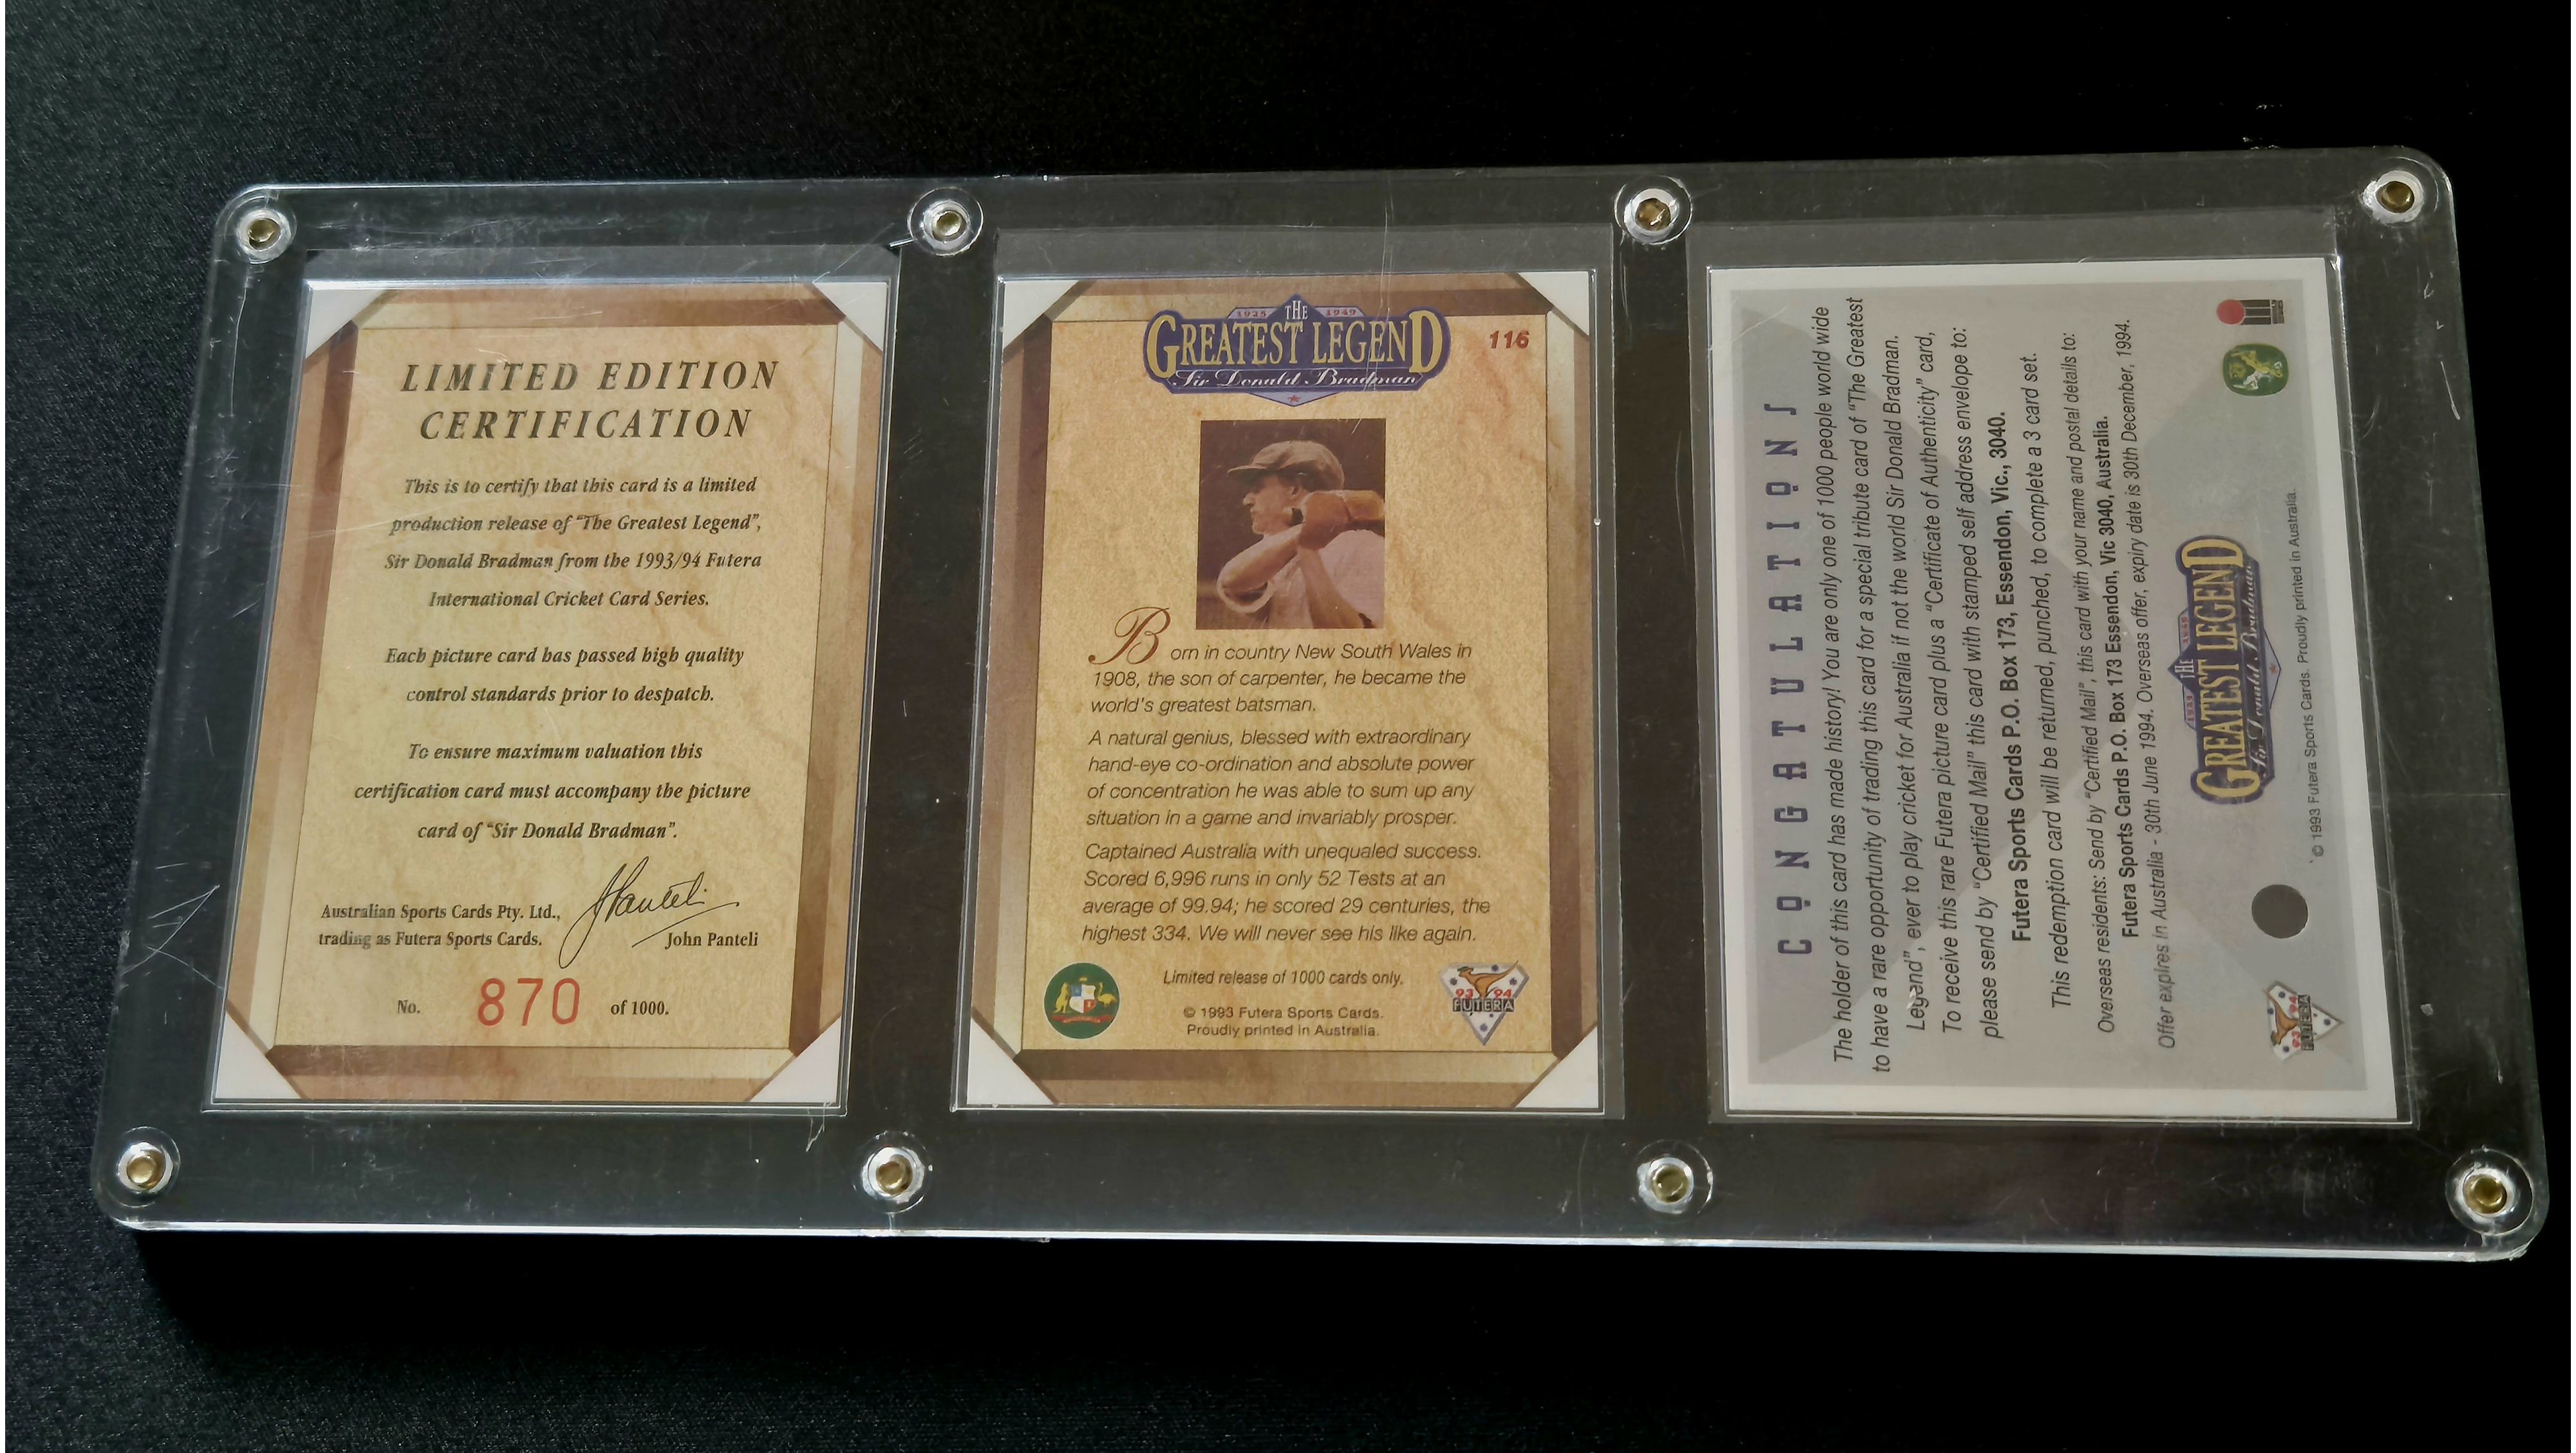 LIMITED EDITION
CERTIFICATION
This is to certify that this card is a limited
production release of "The Greatest Legend",
Sir Donald Bradman from the 1993/94 Futera
International Cricket Card Series.
Each picture card has passed high quality
control standards prior to despatch.
To ensure maximum valuation this
certification card must accompany the picture
card of "Sir Donald Bradman".
Australian Sports Cards Pty. Ltd.,
trading as Futera Sports Cards.
JPanteli
John Panteli
No. 870 of 1000.
1925 THE 1949
GREATEST LEGEND
Sir Donald Bradman
116
Born in country New South Wales in
1908, the son of carpenter, he became the
world's greatest batsman.
A natural genius, blessed with extraordinary
hand-eye co-ordination and absolute power
of concentration he was able to sum up any
situation in a game and invariably prosper.
Captained Australia with unequaled success.
Scored 6,996 runs in only 52 Tests at an
average of 99.94; he scored 29 centuries, the
highest 334. We will never see his like again.
Limited release of 1000 cards only.
© 1993 Futera Sports Cards.
Proudly printed in Australia.
93 94
FUTERA
CONGATULATIONS
The holder of this card has made history! You are only one of 1000 people world wide
to have a rare opportunity of trading this card for a special tribute card of "The Greatest
Legend", ever to play cricket for Australia if not the world Sir Donald Bradman.
To receive this rare Futera picture card plus a "Certificate of Authenticity" card,
please send by "Certified Mail" this card with stamped self address envelope to:
Futera Sports Cards P.O. Box 173, Essendon, Vic., 3040.
This redemption card will be returned, punched, to complete a 3 card set.
Overseas residents: Send by "Certified Mail", this card with your name and postal details to:
Futera Sports Cards P.O. Box 173 Essendon, Vic 3040, Australia.
Offer expires in Australia - 30th June 1994. Overseas offer, expiry date is 30th December, 1994.
93 94
FUTERA
1925 THE 1949
GREATEST LEGEND
Sir Donald Bradman
© 1993 Futera Sports Cards. Proudly printed in Australia.